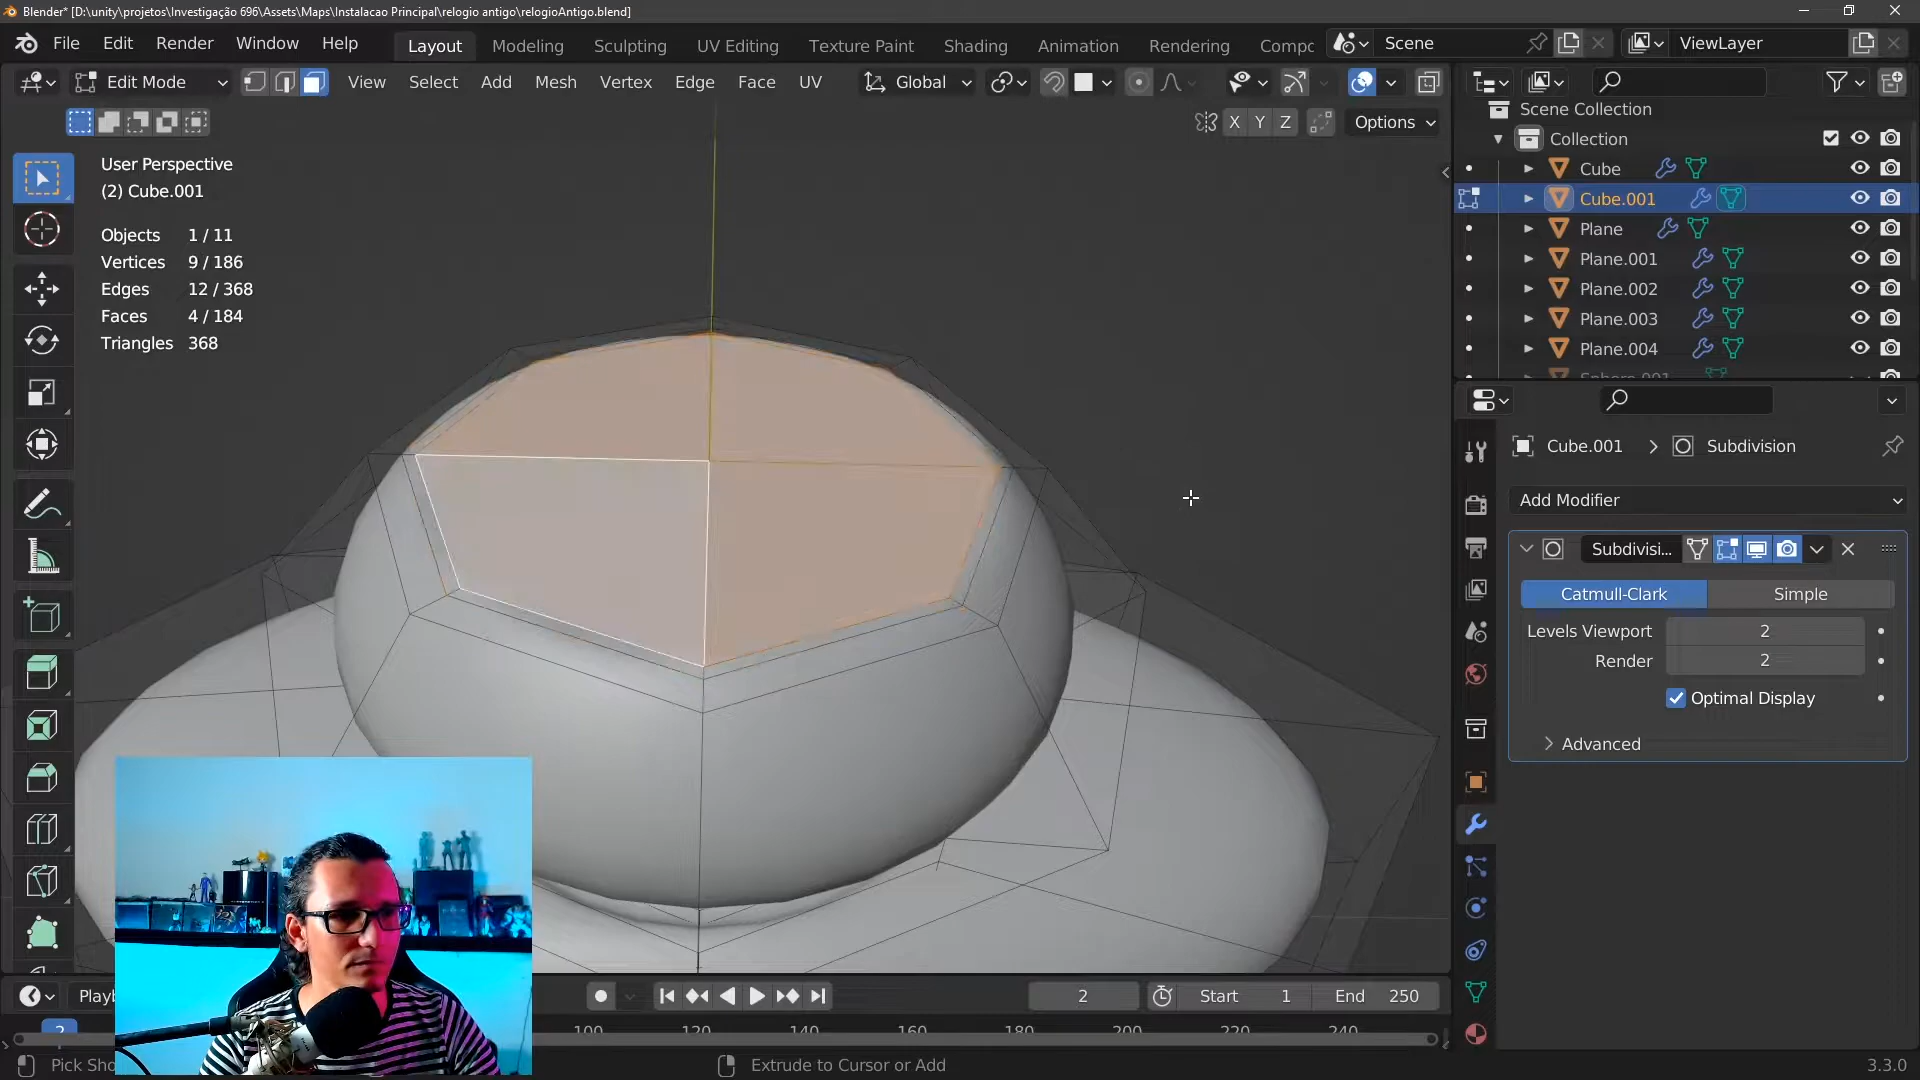 Blender* [D:\unity\projetos\Investigação 696\Assets\Maps\Instalacao Principal\relogio antigo\relogioAntigo.blend]
File Edit Render Window Help
Layout Modeling Sculpting UV Editing Texture Paint Shading Animation Rendering Compc
Scene
ViewLayer
Edit Mode View Select Add Mesh Vertex Edge Face UV Global
X Y Z Options
User Perspective
(2) Cube.001
Objects 1 / 11
Vertices 9 / 186
Edges 12 / 368
Faces 4 / 184
Triangles 368
Scene Collection
Collection
Cube
Cube.001
Plane
Plane.001
Plane.002
Plane.003
Plane.004
Sphere.001
Cube.001 > Subdivision
Add Modifier
Subdivisi...
Catmull-Clark Simple
Levels Viewport 2
Render 2
Optimal Display
Advanced
Playb 2 Start 1 End 250
2 100 120 140 160 180 200 220 240
Pick Sho Extrude to Cursor or Add 3.3.0